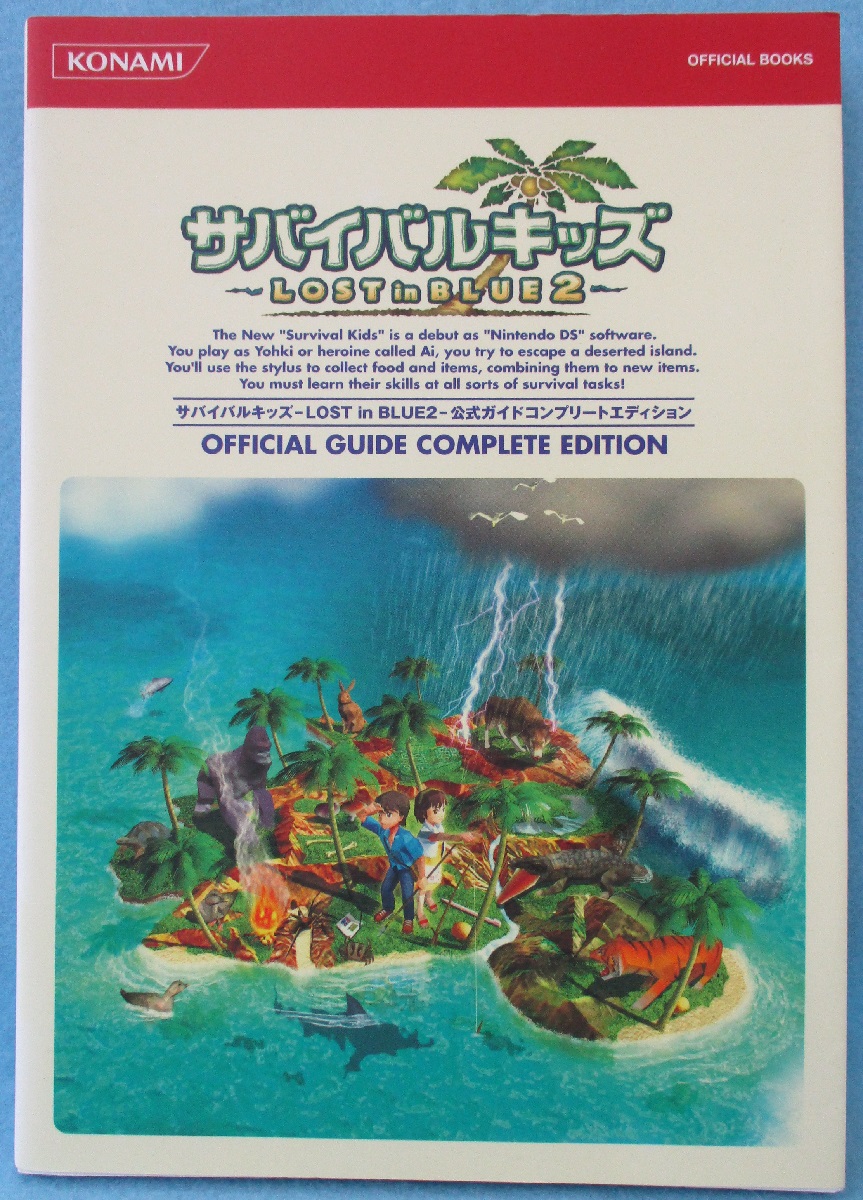 KONAMI
OFFICIAL BOOKS
サバイバルキッズ
LOST in BLUE 2
The New "Survival Kids" is a debut as "Nintendo DS" software.
You play as Yohki or heroine called Ai, you try to escape a deserted island.
You'll use the stylus to collect food and items, combining them to new items.
You must learn their skills at all sorts of survival tasks!
サバイバルキッズ-LOST in BLUE2-公式ガイドコンプリートエディション
OFFICIAL GUIDE COMPLETE EDITION